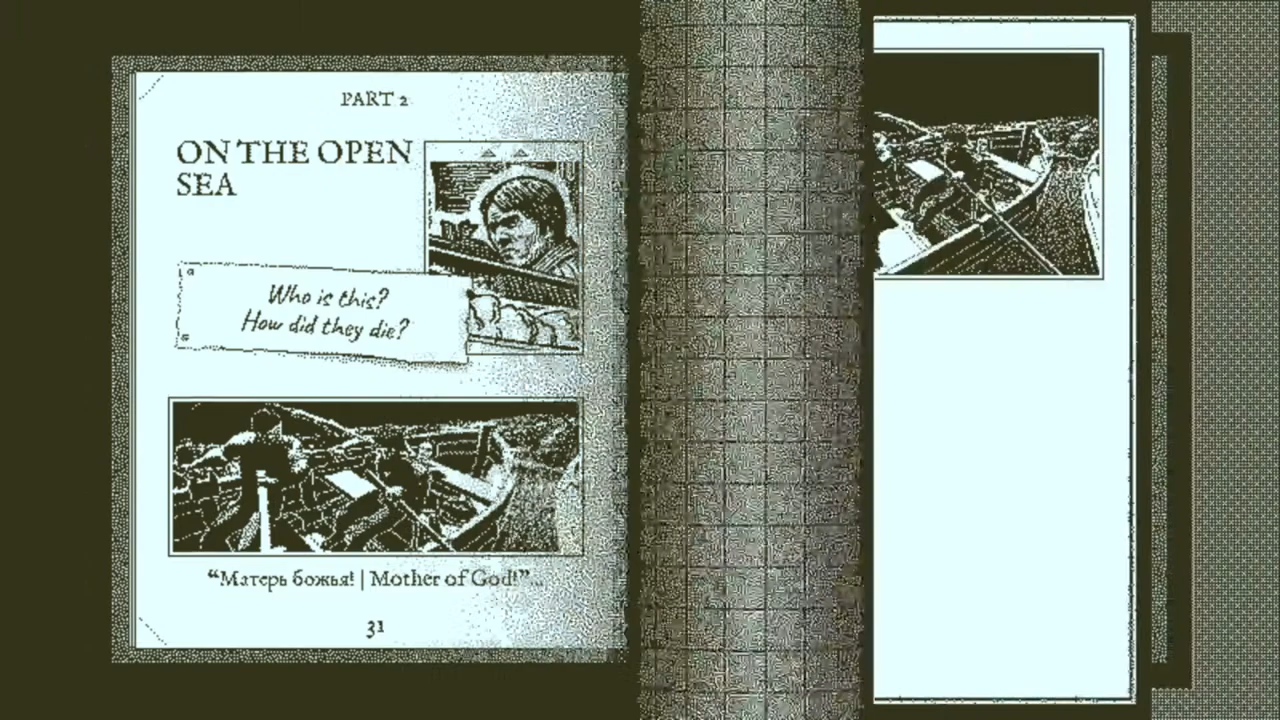 PART 2
ON THE OPEN
SEA
Who is this?
How did they die?
“Матерь божья! | Mother of God!”...
31